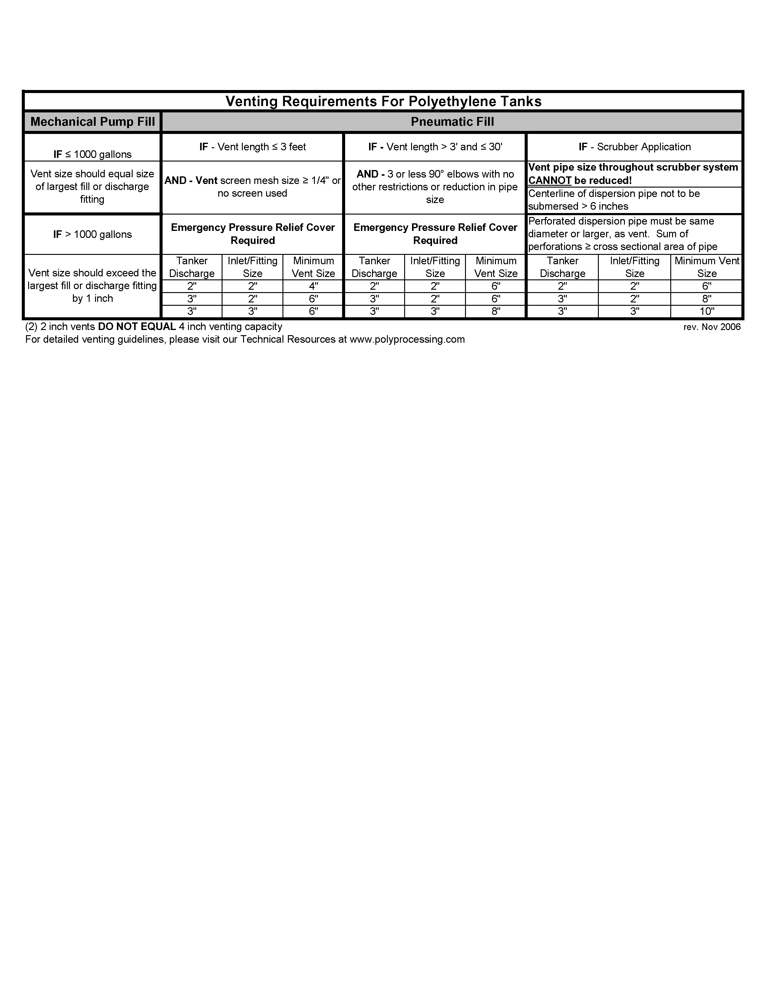 Venting Requirements For Polyethylene Tanks
Mechanical Pump Fill
Pneumatic Fill
IF ≤ 1000 gallons
IF - Vent length ≤ 3 feet
IF - Vent length > 3' and ≤ 30'
IF - Scrubber Application
Vent size should equal size
of largest fill or discharge
fitting
AND - Vent screen mesh size ≥ 1/4" or
no screen used
AND - 3 or less 90° elbows with no
other restrictions or reduction in pipe
size
Vent pipe size throughout scrubber system
CANNOT be reduced!
Centerline of dispersion pipe not to be
submersed > 6 inches
IF > 1000 gallons
Emergency Pressure Relief Cover
Required
Emergency Pressure Relief Cover
Required
Perforated dispersion pipe must be same
diameter or larger, as vent.  Sum of
perforations ≥ cross sectional area of pipe
Vent size should exceed the
largest fill or discharge fitting
by 1 inch
Tanker Discharge Inlet/Fitting Size Minimum Vent Size Tanker Discharge Inlet/Fitting Size Minimum Vent Size Tanker Discharge Inlet/Fitting Size Minimum Vent Size
2" 2" 4" 2" 2" 6" 2" 2" 6"
3" 2" 6" 3" 2" 6" 3" 2" 8"
3" 3" 6" 3" 3" 8" 3" 3" 10"
(2) 2 inch vents DO NOT EQUAL 4 inch venting capacity
rev. Nov 2006
For detailed venting guidelines, please visit our Technical Resources at www.polyprocessing.com